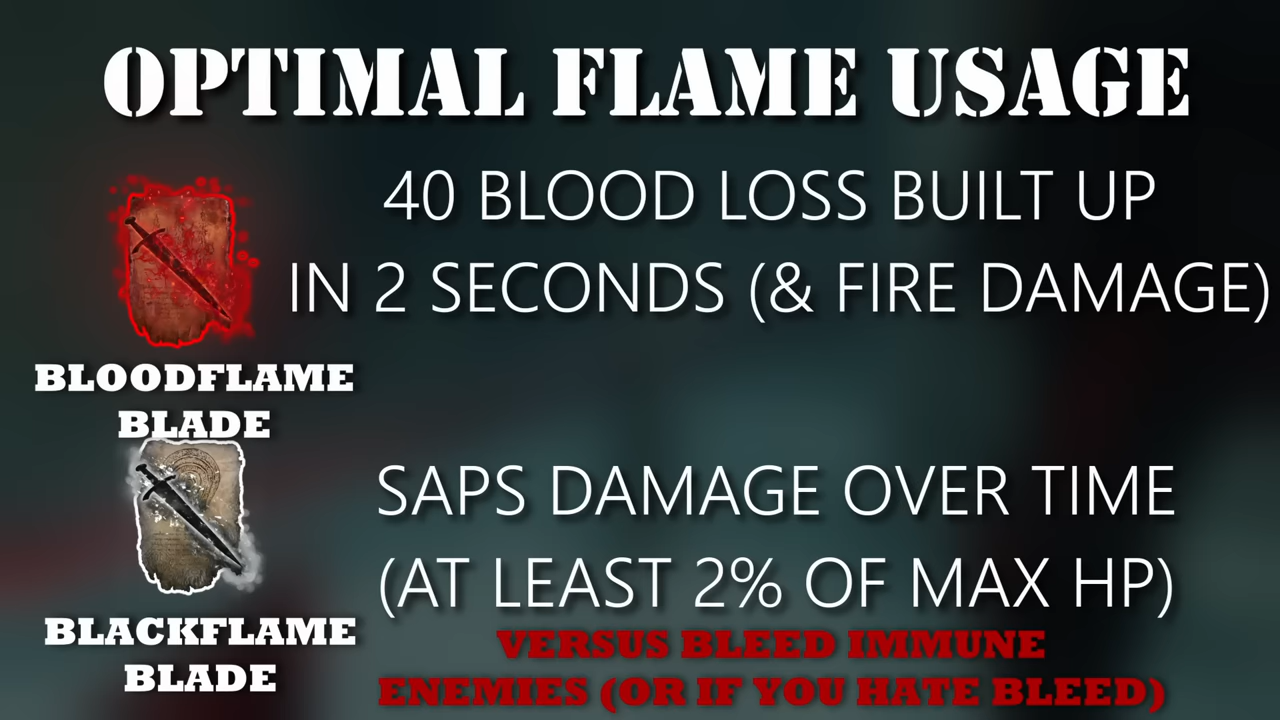 OPTIMAL FLAME USAGE
40 BLOOD LOSS BUILT UP
IN 2 SECONDS (& FIRE DAMAGE)
BLOODFLAME
BLADE
SAPS DAMAGE OVER TIME
(AT LEAST 2% OF MAX HP)
BLACKFLAME
BLADE
VERSUS BLEED IMMUNE
ENEMIES (OR IF YOU HATE BLEED)